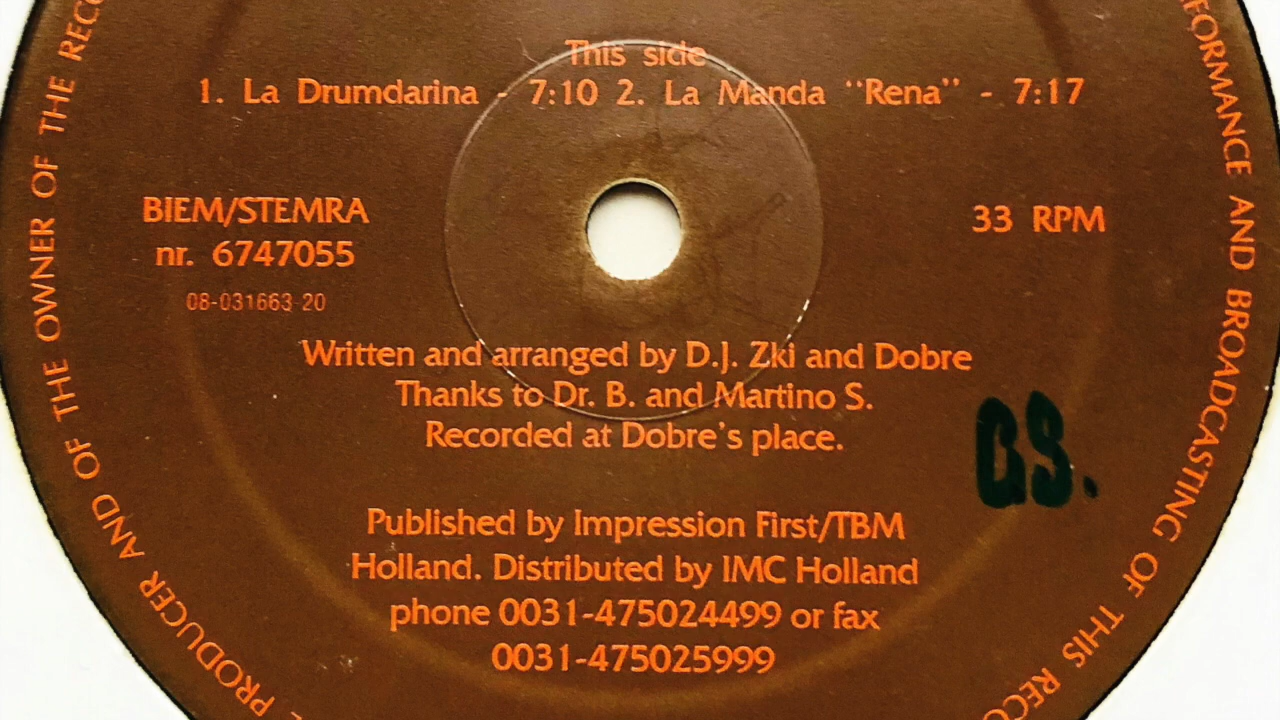 This side
1. La Drumdarina - 7:10 2. La Manda “Rena” - 7:17
BIEM/STEMRA
nr. 6747055
08-031663-20
33 RPM
Written and arranged by D.J. Zki and Dobre
Thanks to Dr. B. and Martino S.
Recorded at Dobre's place.
Published by Impression First/TBM
Holland. Distributed by IMC Holland
phone 0031-475024499 or fax
0031-475025999
PRODUCER AND OF THE OWNER OF THE
AND BROADCASTING OF THIS